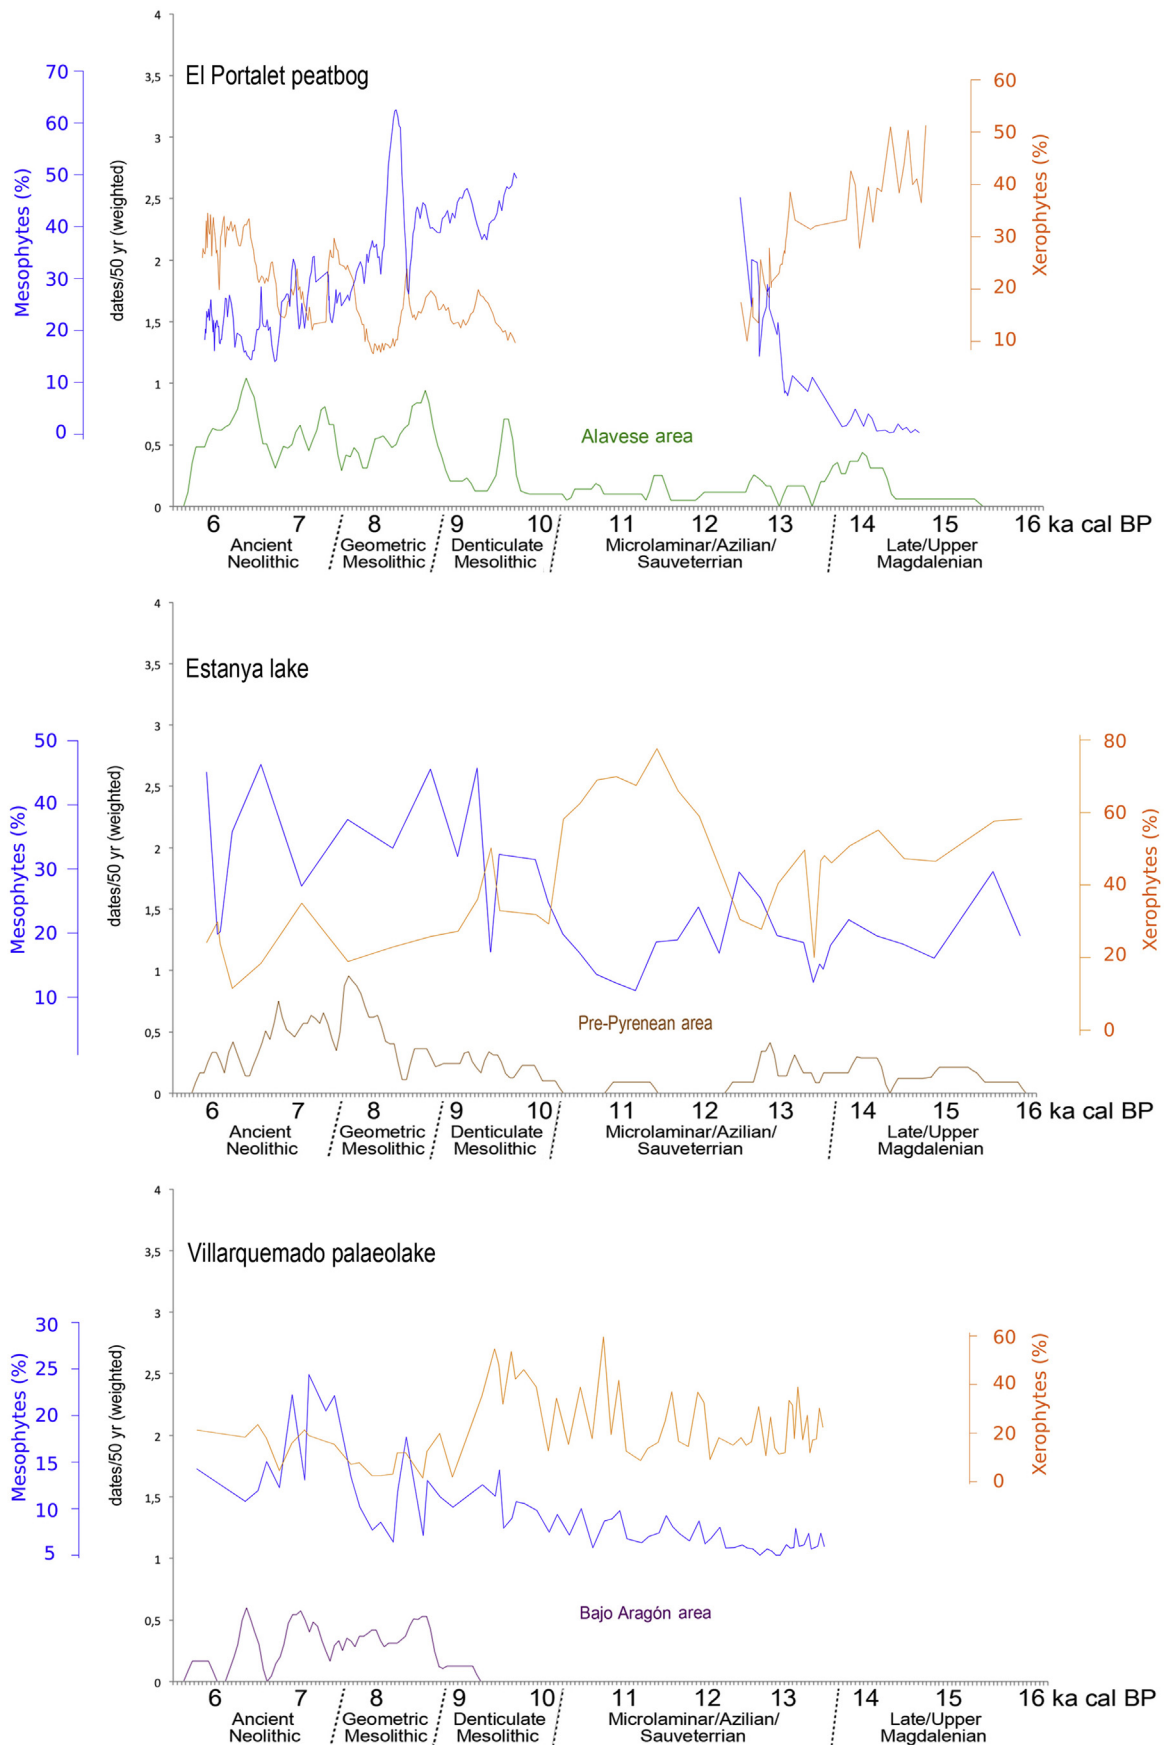 El Portalet peatbog
Mesophytes (%)
70
60
50
40
30
20
10
0
dates/50 yr (weighted)
4
3,5
3
2,5
2
1,5
1
0,5
0
Xerophytes (%)
60
50
40
30
20
10
Alavese area
6 7 8 9 10 11 12 13 14 15 16 ka cal BP
Ancient Geometric Denticulate Microlaminar/Azilian/ Late/Upper
Neolithic Mesolithic Mesolithic Sauveterrian Magdalenian
Estanya lake
Mesophytes (%)
50
40
30
20
10
dates/50 yr (weighted)
4
3,5
3
2,5
2
1,5
1
0,5
0
Xerophytes (%)
80
60
40
20
0
Pre-Pyrenean area
6 7 8 9 10 11 12 13 14 15 16 ka cal BP
Ancient Geometric Denticulate Microlaminar/Azilian/ Late/Upper
Neolithic Mesolithic Mesolithic Sauveterrian Magdalenian
Villarquemado palaeolake
Mesophytes (%)
30
25
20
15
10
5
dates/50 yr (weighted)
4
3,5
3
2,5
2
1,5
1
0,5
0
Xerophytes (%)
60
40
20
0
Bajo Aragón area
6 7 8 9 10 11 12 13 14 15 16 ka cal BP
Ancient Geometric Denticulate Microlaminar/Azilian/ Late/Upper
Neolithic Mesolithic Mesolithic Sauveterrian Magdalenian